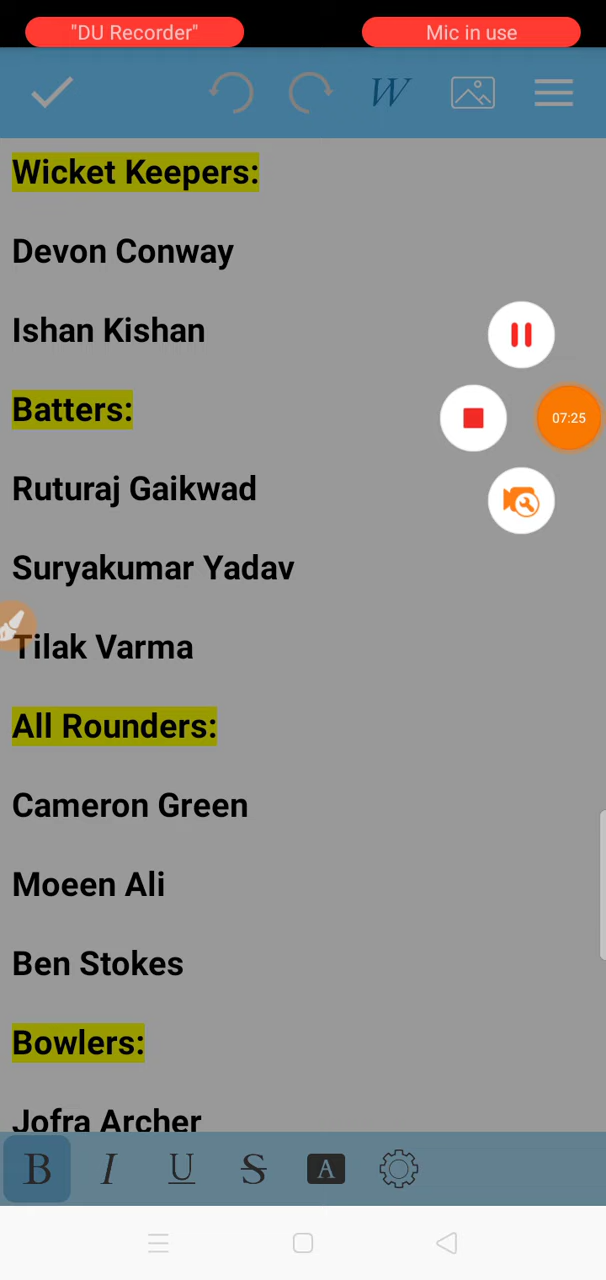 "DU Recorder"
Mic in use
W
Wicket Keepers:
Devon Conway
Ishan Kishan
Batters:
07:25
Ruturaj Gaikwad
Suryakumar Yadav
Tilak Varma
All Rounders:
Cameron Green
Moeen Ali
Ben Stokes
Bowlers:
Jofra Archer
B I U S A